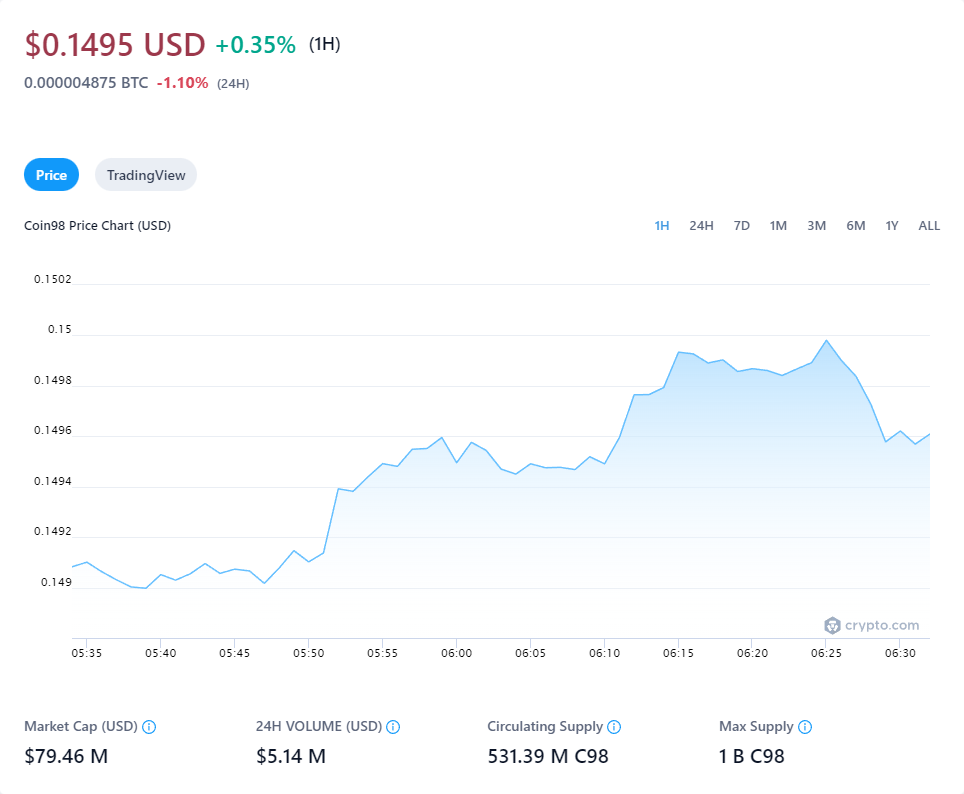 $0.1495 USD +0.35% (1H)
0.000004875 BTC -1.10% (24H)
Price TradingView
Coin98 Price Chart (USD) 1H 24H 7D 1M 3M 6M 1Y ALL
0.1502
0.15
0.1498
0.1496
0.1494
0.1492
0.149
crypto.com
05:35 05:40 05:45 05:50 05:55 06:00 06:05 06:10 06:15 06:20 06:25 06:30
Market Cap (USD) 24H VOLUME (USD) Circulating Supply Max Supply
$79.46 M $5.14 M 531.39 M C98 1 B C98